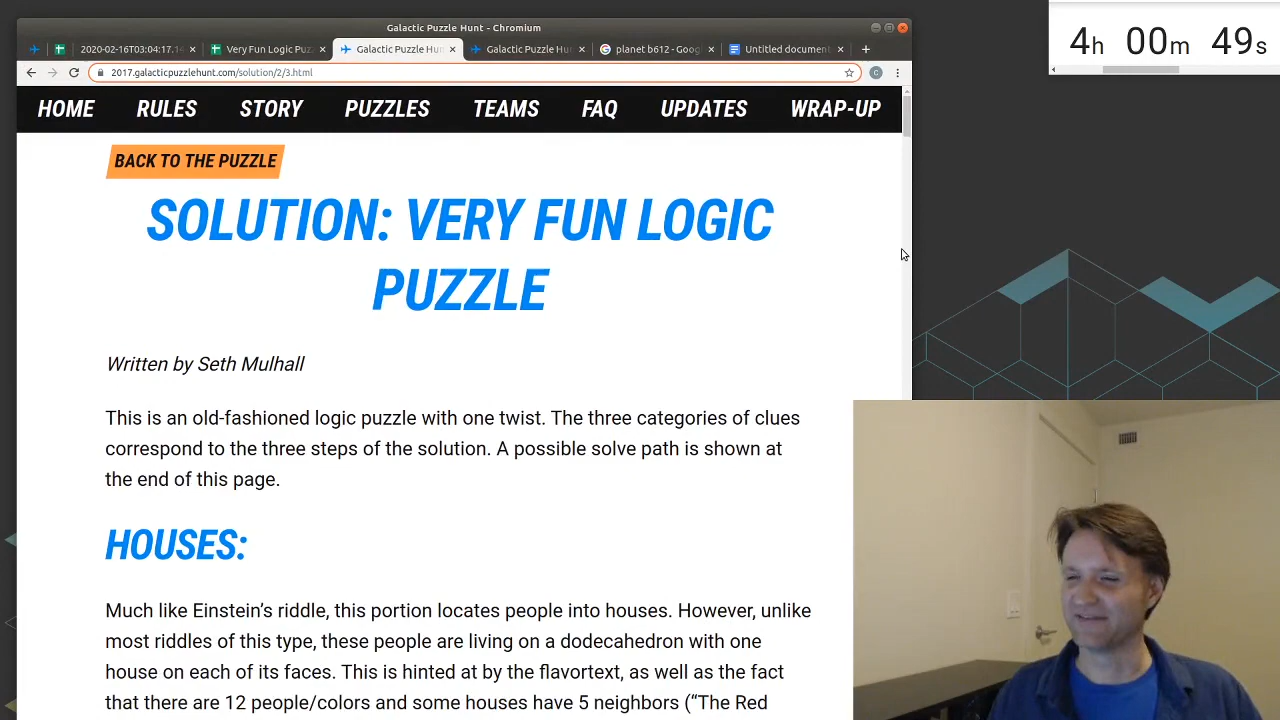 Galactic Puzzle Hunt - Chromium
2020-02-16T03:04:17.1
Very Fun Logic Puz
Galactic Puzzle Hun
Galactic Puzzle Hu
planet b612 - Goog
Untitled document
2017.galacticpuzzlehunt.com/solution/2/3.html
C
4h 00m 49s
HOME RULES STORY PUZZLES TEAMS FAQ UPDATES WRAP-UP
BACK TO THE PUZZLE
SOLUTION: VERY FUN LOGIC
PUZZLE
Written by Seth Mulhall
This is an old-fashioned logic puzzle with one twist. The three categories of clues
correspond to the three steps of the solution. A possible solve path is shown at
the end of this page.
HOUSES:
Much like Einstein’s riddle, this portion locates people into houses. However, unlike
most riddles of this type, these people are living on a dodecahedron with one
house on each of its faces. This is hinted at by the flavortext, as well as the fact
that there are 12 people/colors and some houses have 5 neighbors (“The Red